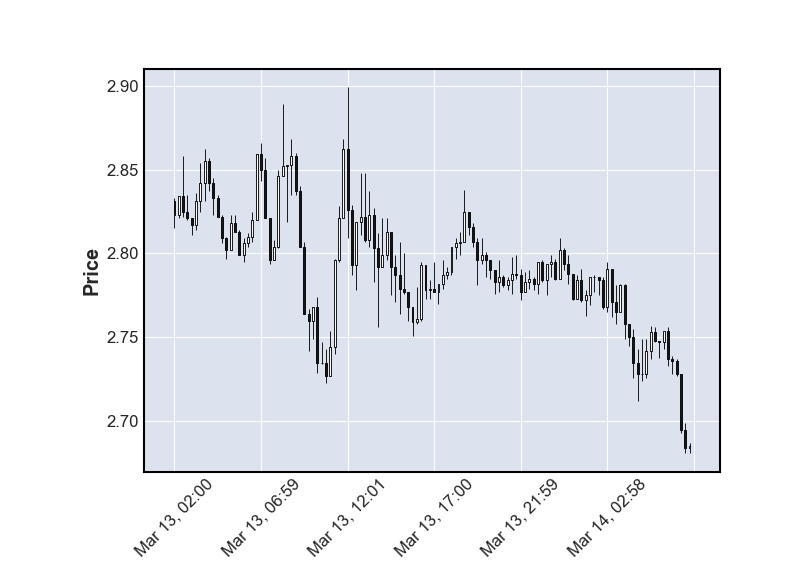 2.90
2.85
2.80
2.75
2.70
Price
Mar 13, 02:00
Mar 13, 06:59
Mar 13, 12:01
Mar 13, 17:00
Mar 13, 21:59
Mar 14, 02:58